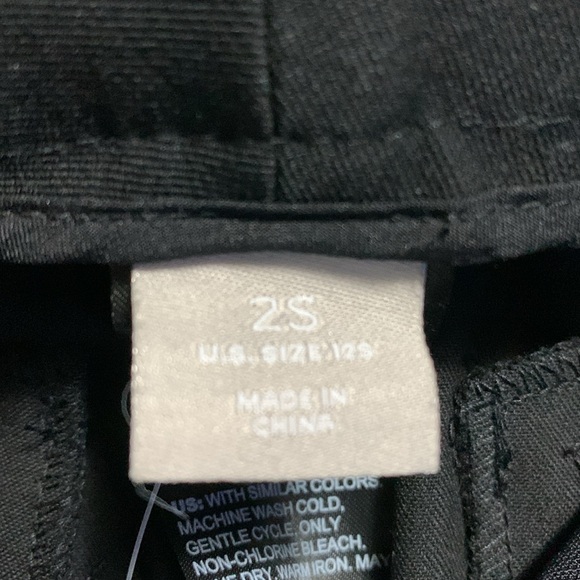 2S
U.S. SIZE:12S
MADE IN
CHINA
US: WITH SIMILAR COLORS
MACHINE WASH COLD,
GENTLE CYCLE, ONLY
NON-CHLORINE BLEACH,
DRY, WARM IRON, MAY